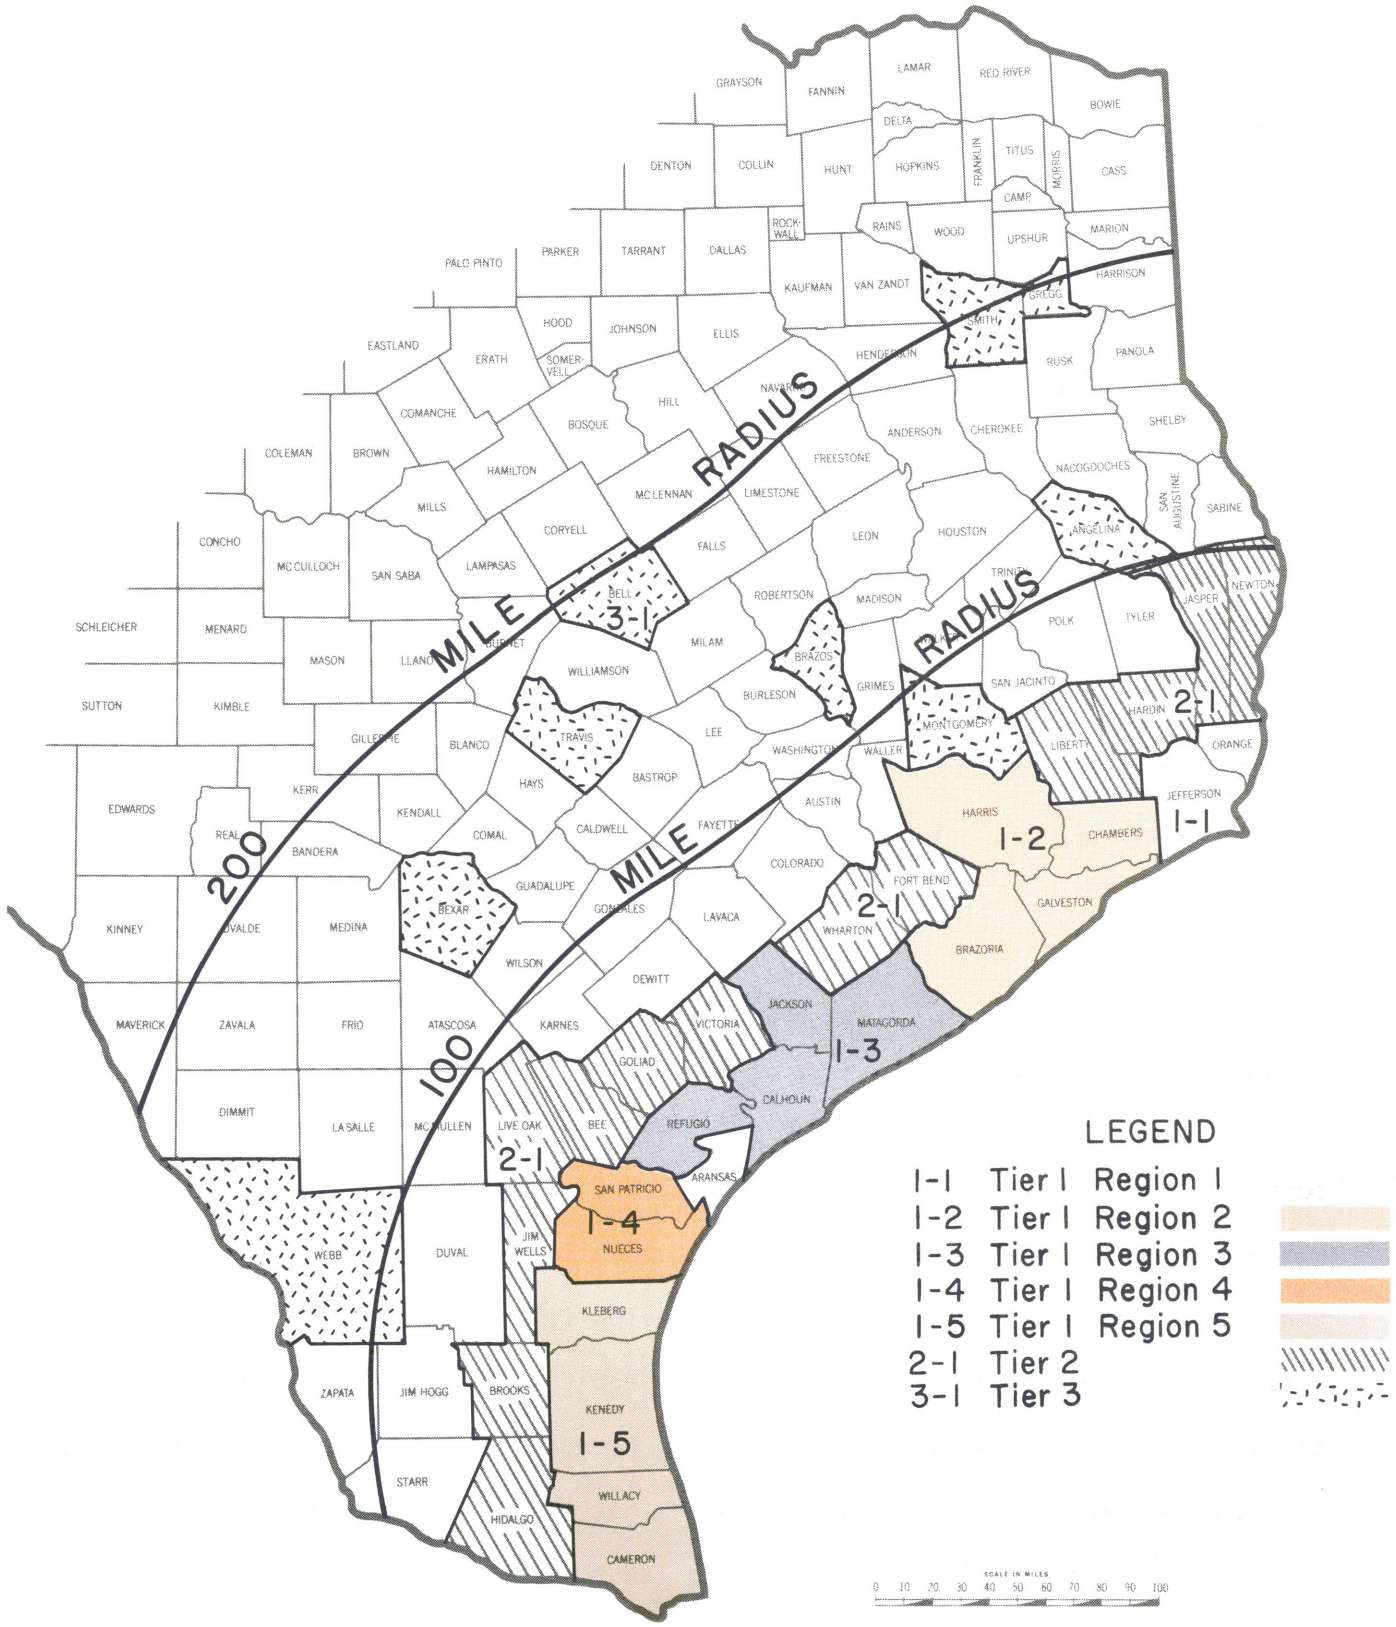 LAMAR
RED RIVER
GRAYSON
FANNIN
BOWIE
DELTA
DENTON
COLLIN
HUNT
HOPKINS
FRANKLIN
TITUS
MORRIS
CASS
CAMP
ROCK-
WALL
RAINS
WOOD
UPSHUR
MARION
PALO PINTO
PARKER
TARRANT
DALLAS
KAUFMAN
VAN ZANDT
SMITH
GREGG
HARRISON
EASTLAND
ERATH
HOOD
SOMER-
VELL
JOHNSON
ELLIS
HENDERSON
RUSK
PANOLA
COMANCHE
BOSQUE
HILL
NAVARRO
ANDERSON
CHEROKEE
SHELBY
COLEMAN
BROWN
HAMILTON
MILLS
MCLENNAN
LIMESTONE
FREESTONE
NACOGDOCHES
SAN
AUGUSTINE
SABINE
CONCHO
MC CULLOCH
SAN SABA
LAMPASAS
CORYELL
FALLS
LEON
HOUSTON
ANGELINA
TRINITY
200 MILE RADIUS
100 MILE RADIUS
SCHLEICHER
MENARD
MASON
LLANO
BURNET
BELL
3-1
WILLIAMSON
MILAM
ROBERTSON
MADISON
BRAZOS
WALKER
POLK
TYLER
JASPER
NEWTON
SUTTON
KIMBLE
GILLESPIE
BLANCO
TRAVIS
LEE
BURLESON
GRIMES
SAN JACINTO
MONTGOMERY
LIBERTY
HARDIN
2-1
ORANGE
JEFFERSON
1-1
EDWARDS
REAL
KERR
BANDERA
KENDALL
COMAL
HAYS
CALDWELL
BASTROP
FAYETTE
WASHINGTON
AUSTIN
WALLER
HARRIS
1-2
CHAMBERS
KINNEY
UVALDE
MEDINA
BEXAR
GUADALUPE
GONZALES
LAVACA
COLORADO
WHARTON
2-1
FORT BEND
BRAZORIA
GALVESTON
MAVERICK
ZAVALA
FRIO
ATASCOSA
WILSON
KARNES
DEWITT
GOLIAD
VICTORIA
JACKSON
MATAGORDA
1-3
CALHOUN
DIMMIT
LA SALLE
MC MULLEN
LIVE OAK
2-1
BEE
REFUGIO
ARANSAS
WEBB
DUVAL
JIM
WELLS
SAN PATRICIO
1-4
NUECES
KLEBERG
ZAPATA
JIM HOGG
BROOKS
KENEDY
1-5
STARR
HIDALGO
WILLACY
CAMERON
LEGEND
1-1 Tier 1 Region 1
1-2 Tier 1 Region 2
1-3 Tier 1 Region 3
1-4 Tier 1 Region 4
1-5 Tier 1 Region 5
2-1 Tier 2
3-1 Tier 3
SCALE IN MILES
0 10 20 30 40 50 60 70 80 90 100